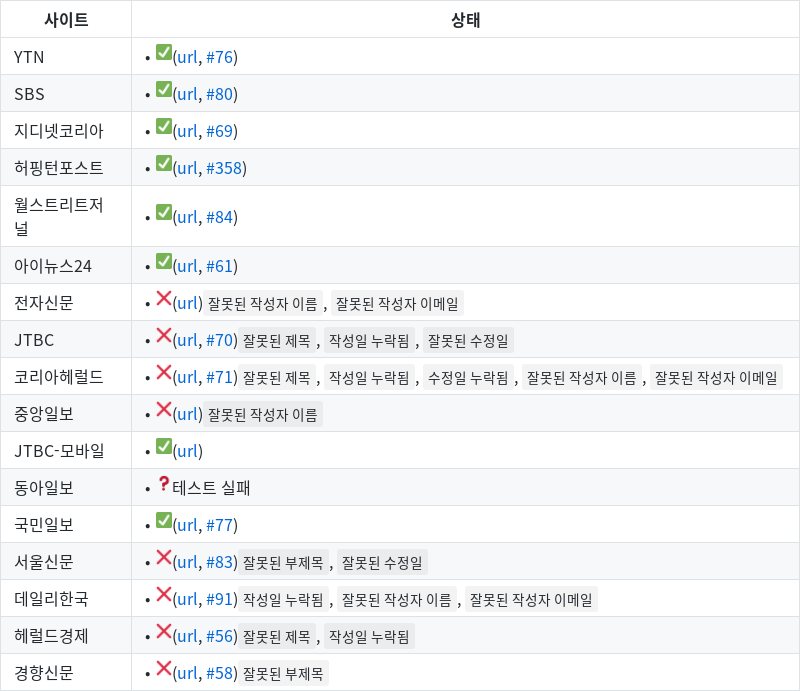 사이트 상태
YTN • ✅(url, #76)
SBS • ✅(url, #80)
지디넷코리아 • ✅(url, #69)
허핑턴포스트 • ✅(url, #358)
월스트리트저
널 • ✅(url, #84)
아이뉴스24 • ✅(url, #61)
전자신문 • ❌(url) 잘못된 작성자 이름 , 잘못된 작성자 이메일
JTBC • ❌(url, #70) 잘못된 제목 , 작성일 누락됨 , 잘못된 수정일
코리아헤럴드 • ❌(url, #71) 잘못된 제목 , 작성일 누락됨 , 수정일 누락됨 , 잘못된 작성자 이름 , 잘못된 작성자 이메일
중앙일보 • ❌(url) 잘못된 작성자 이름
JTBC-모바일 • ✅(url)
동아일보 • ❓테스트 실패
국민일보 • ✅(url, #77)
서울신문 • ❌(url, #83) 잘못된 부제목 , 잘못된 수정일
데일리한국 • ❌(url, #91) 작성일 누락됨 , 잘못된 작성자 이름 , 잘못된 작성자 이메일
헤럴드경제 • ❌(url, #56) 잘못된 제목 , 작성일 누락됨
경향신문 • ❌(url, #58) 잘못된 부제목